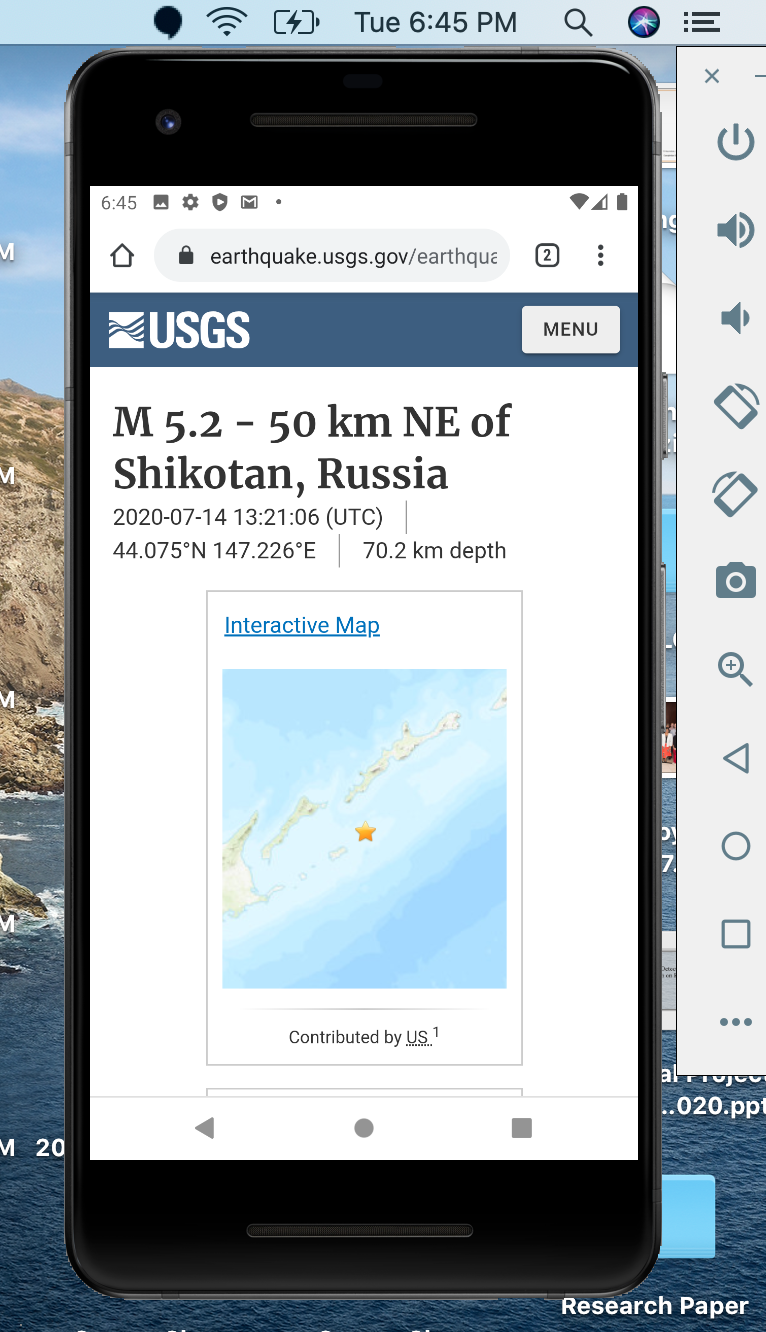 Tue 6:45 PM
6:45
earthquake.usgs.gov/earthqua
2
USGS
MENU
M 5.2 - 50 km NE of
Shikotan, Russia
2020-07-14 13:21:06 (UTC)
44.075°N 147.226°E
70.2 km depth
Interactive Map
Contributed by US 1
M
M
M
M
M 20
...020.ppt
Research Paper